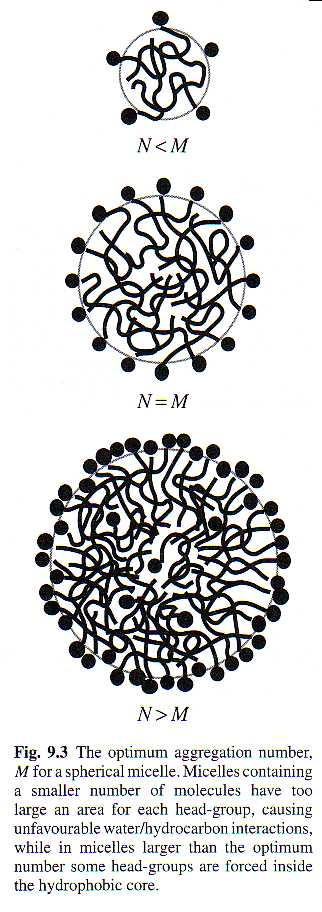 N < M
N = M
N > M
Fig. 9.3 The optimum aggregation number,
M for a spherical micelle. Micelles containing
a smaller number of molecules have too
large an area for each head-group, causing
unfavourable water/hydrocarbon interactions,
while in micelles larger than the optimum
number some head-groups are forced inside
the hydrophobic core.